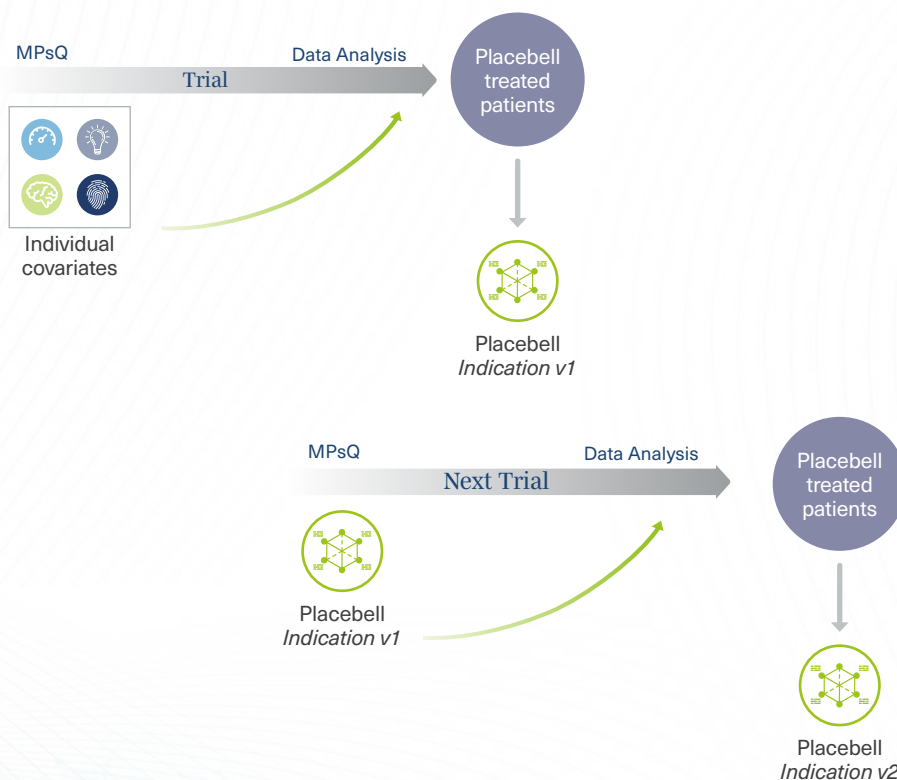 MPsQ
Data Analysis
Trial
Placebell
treated
patients
Individual
covariates
Placebell
Indication v1
MPsQ
Data Analysis
Next Trial
Placebell
treated
patients
Placebell
Indication v1
Placebell
Indication v2